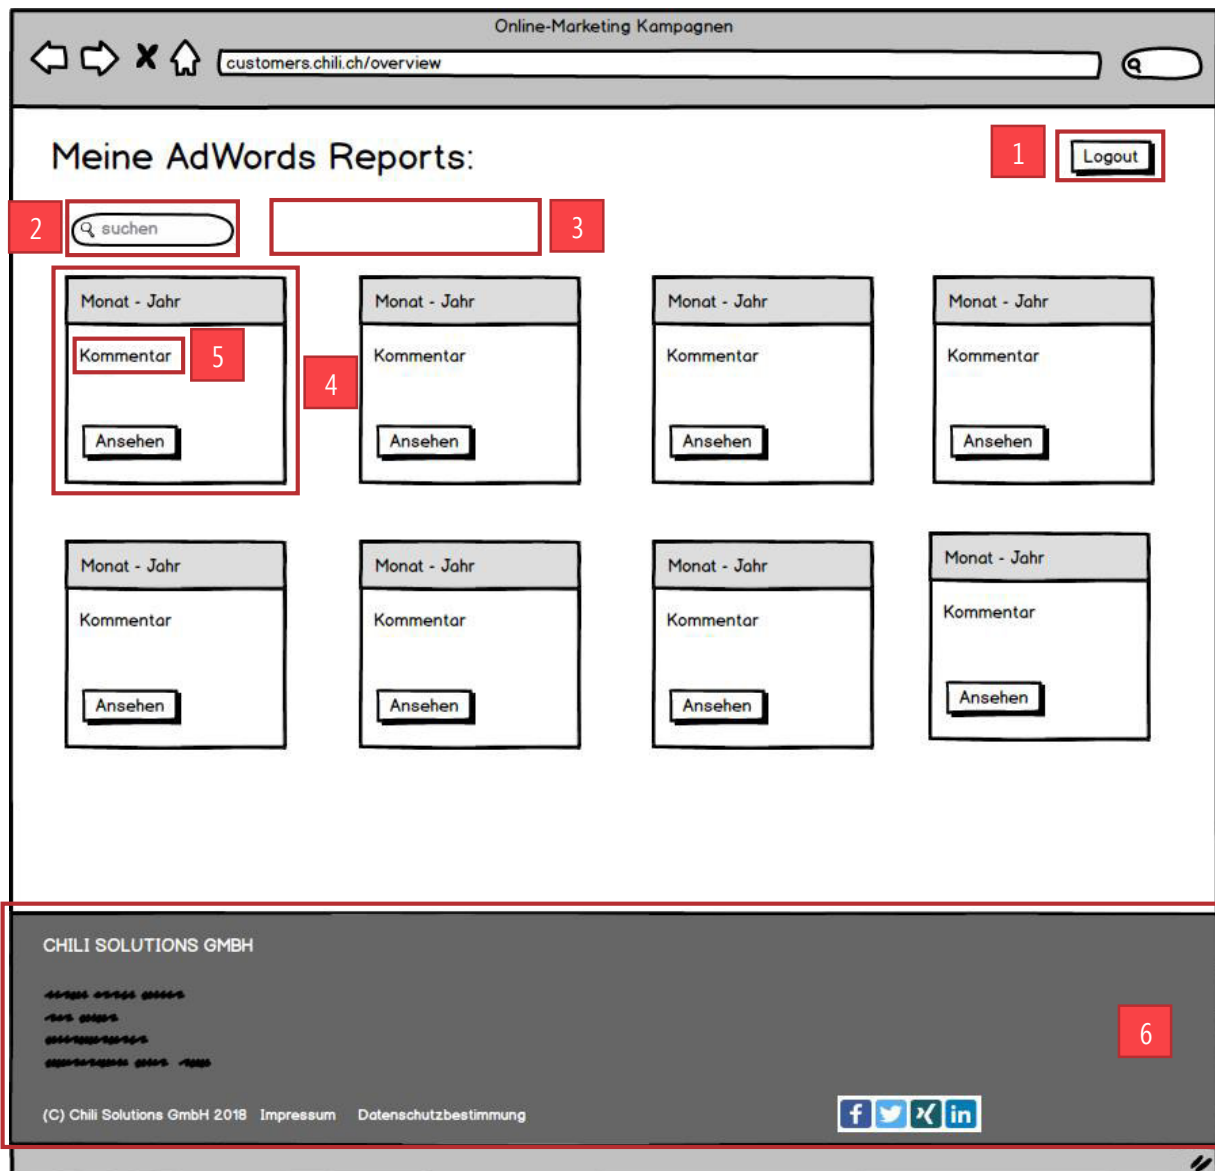 Online-Marketing Kampagnen
customers.chili.ch/overview
Meine AdWords Reports:
1
Logout
2
suchen
3
Monat - Jahr
Monat - Jahr
Monat - Jahr
Monat - Jahr
Kommentar
5
Kommentar
Kommentar
Kommentar
4
Ansehen
Ansehen
Ansehen
Ansehen
Monat - Jahr
Monat - Jahr
Monat - Jahr
Monat - Jahr
Kommentar
Kommentar
Kommentar
Kommentar
Ansehen
Ansehen
Ansehen
Ansehen
CHILI SOLUTIONS GMBH
6
(C) Chili Solutions GmbH 2018 Impressum Datenschutzbestimmung
f in